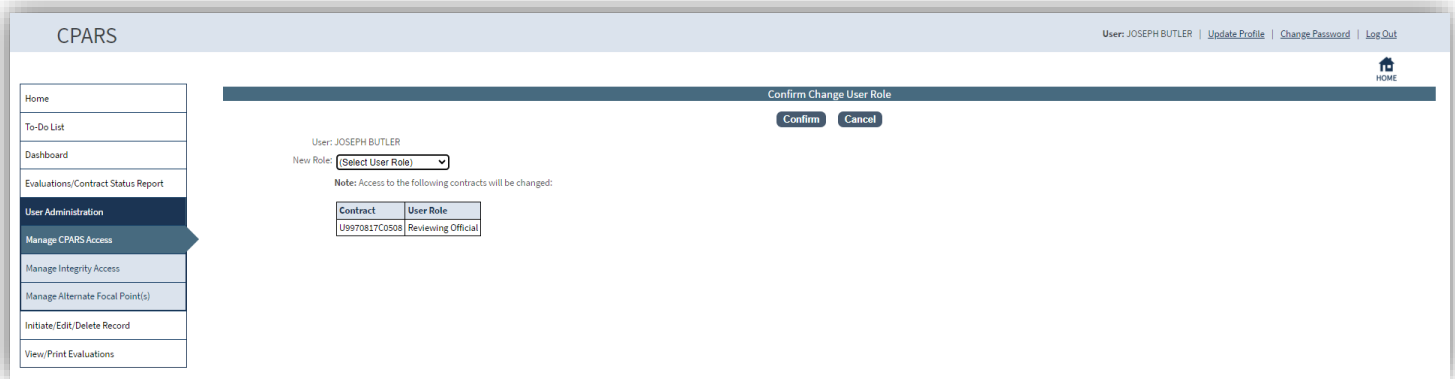 CPARS
User: JOSEPH BUTLER | Update Profile | Change Password | Log Out
HOME
Home
To-Do List
Dashboard
Evaluations/Contract Status Report
User Administration
Manage CPARS Access
Manage Integrity Access
Manage Alternate Focal Point(s)
Initiate/Edit/Delete Record
View/Print Evaluations
Confirm Change User Role
Confirm Cancel
User: JOSEPH BUTLER
New Role: (Select User Role)
Note: Access to the following contracts will be changed:
Contract User Role
U9970817C0508 Reviewing Official